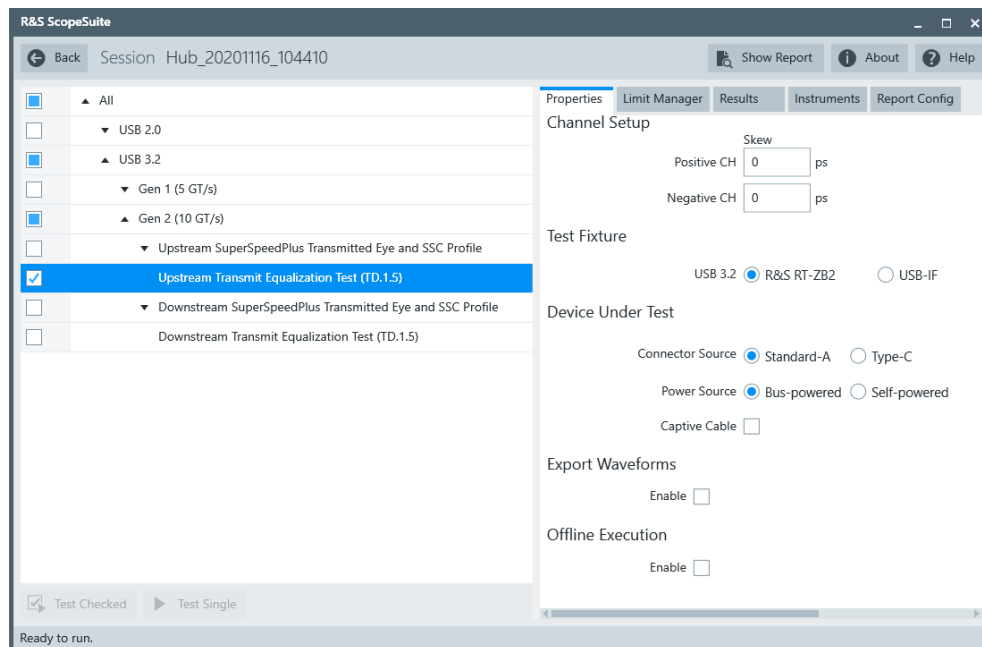 R&S ScopeSuite
Back Session Hub_20201116_104410 Show Report About Help
All
USB 2.0
USB 3.2
Gen 1 (5 GT/s)
Gen 2 (10 GT/s)
Upstream SuperSpeedPlus Transmitted Eye and SSC Profile
Upstream Transmit Equalization Test (TD.1.5)
Downstream SuperSpeedPlus Transmitted Eye and SSC Profile
Downstream Transmit Equalization Test (TD.1.5)
Test Checked Test Single
Properties Limit Manager Results Instruments Report Config
Channel Setup
Skew
Positive CH 0 ps
Negative CH 0 ps
Test Fixture
USB 3.2 R&S RT-ZB2 USB-IF
Device Under Test
Connector Source Standard-A Type-C
Power Source Bus-powered Self-powered
Captive Cable
Export Waveforms
Enable
Offline Execution
Enable
Ready to run.